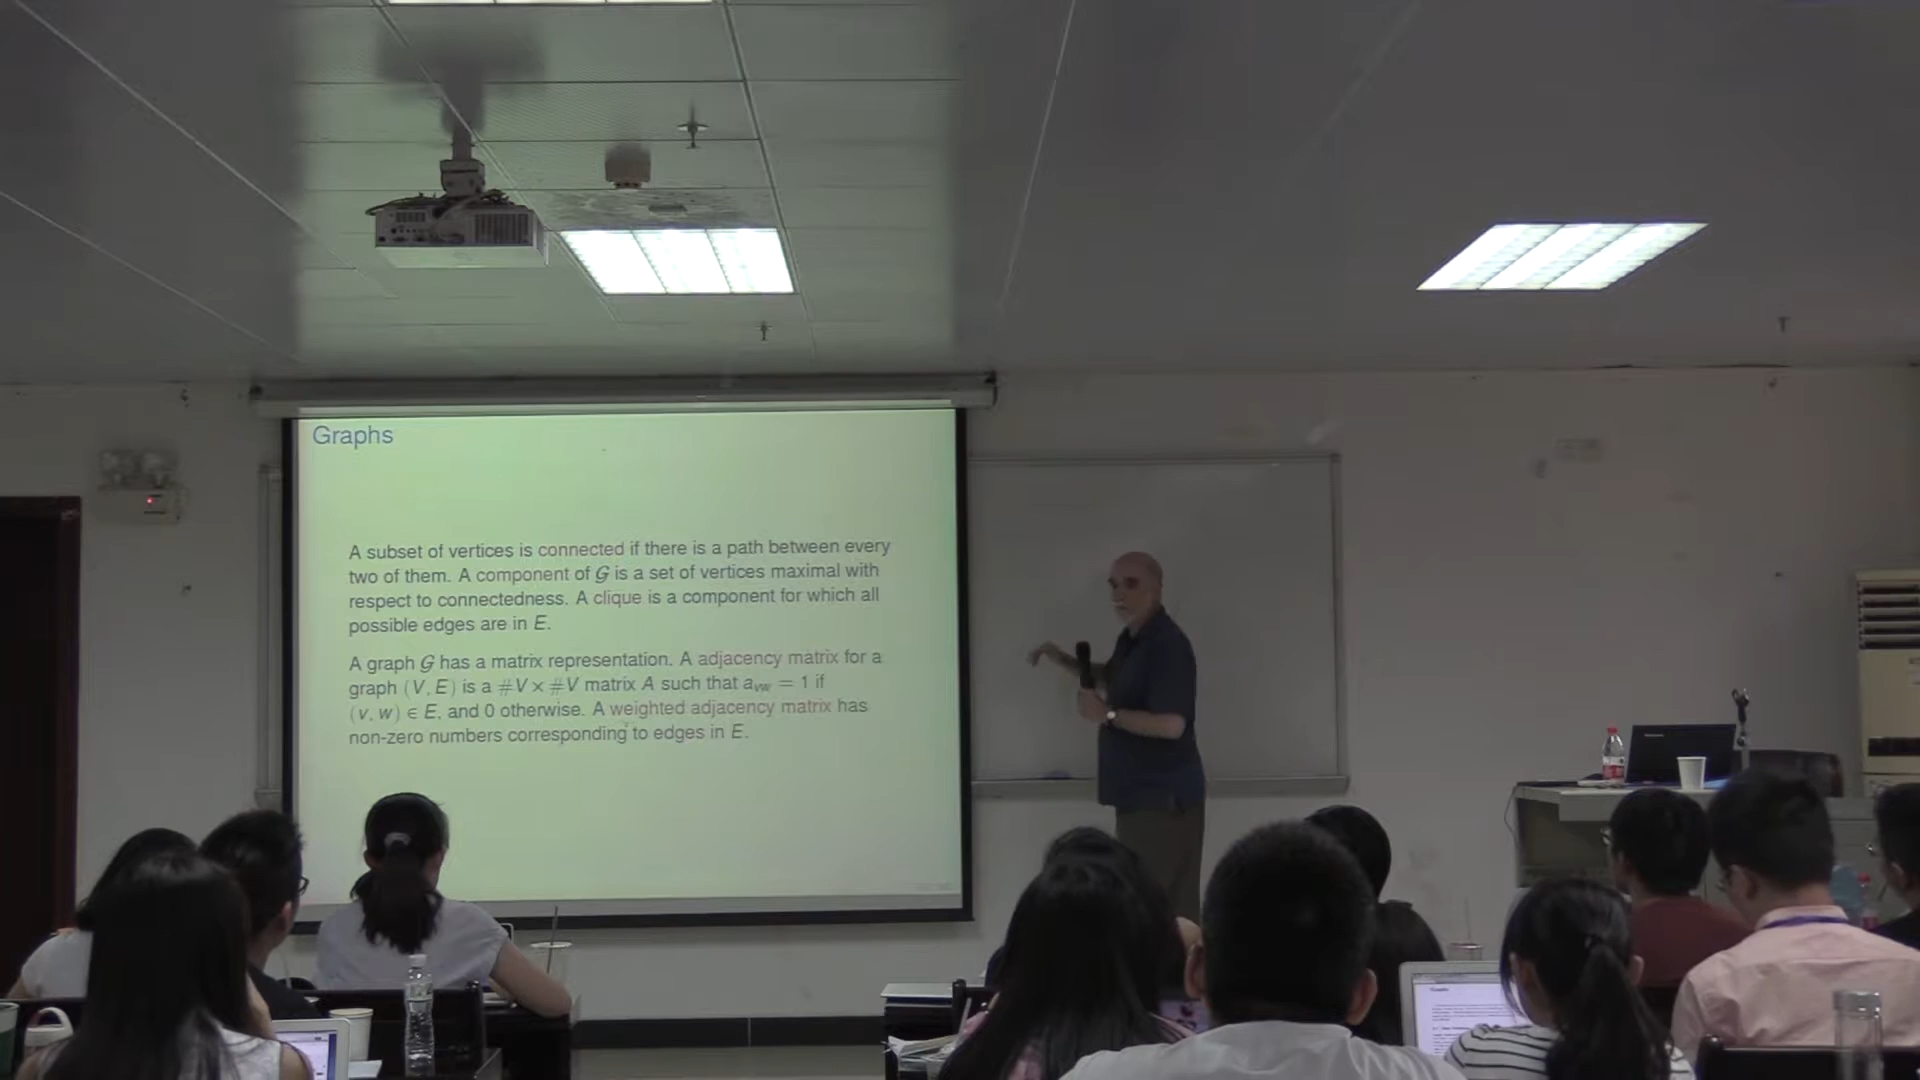 Graphs
A subset of vertices is connected if there is a path between every
two of them. A component of 𝒢 is a set of vertices maximal with
respect to connectedness. A clique is a component for which all
possible edges are in E.
A graph 𝒢 has a matrix representation. A adjacency matrix for a
graph (V, E) is a #V × #V matrix A such that a_vw = 1 if
(v, w) ∈ E, and 0 otherwise. A weighted adjacency matrix has
non-zero numbers corresponding to edges in E.